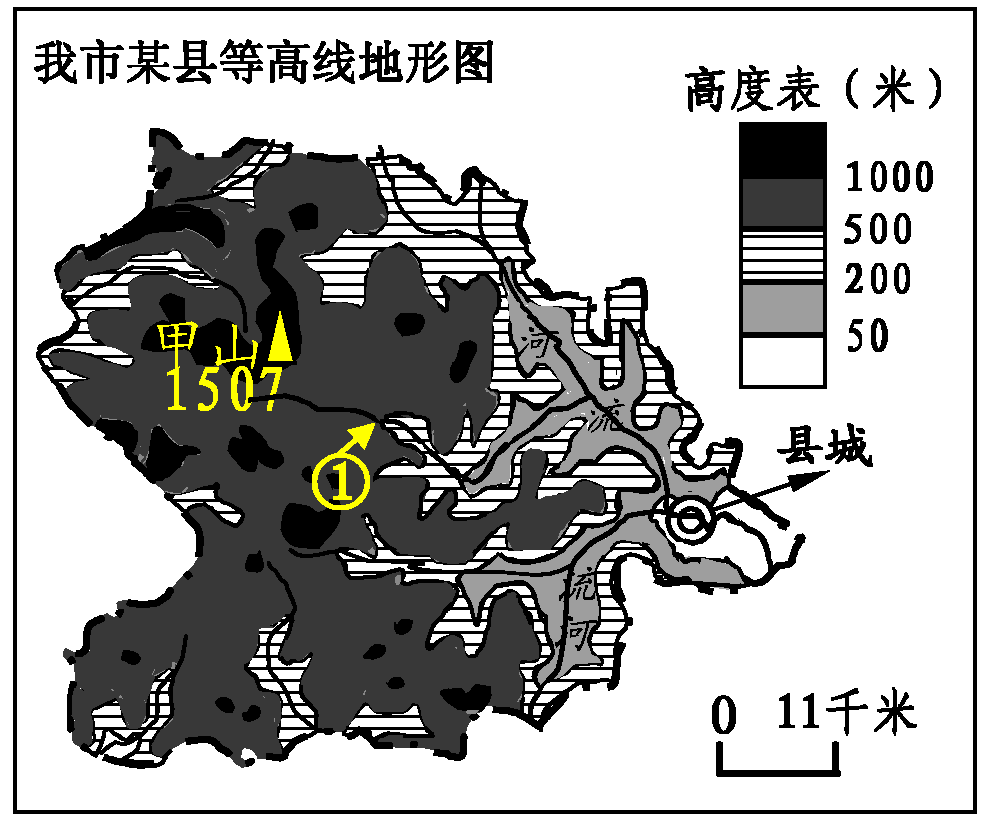 我市某县等高线地形图
高度表（米）
1000
500
200
50
甲山
1507
①
河
流
县城
流
河
0 11千米